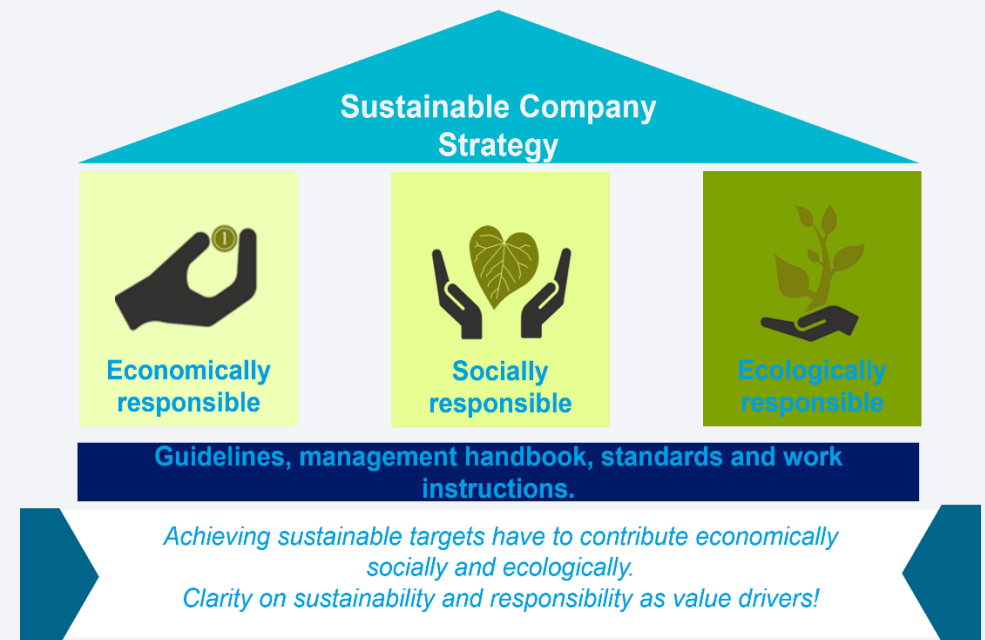 Sustainable Company
Strategy
Economically
responsible
Socially
responsible
Ecologically
responsible
Guidelines, management handbook, standards and work
instructions.
Achieving sustainable targets have to contribute economically
socially and ecologically.
Clarity on sustainability and responsibility as value drivers!